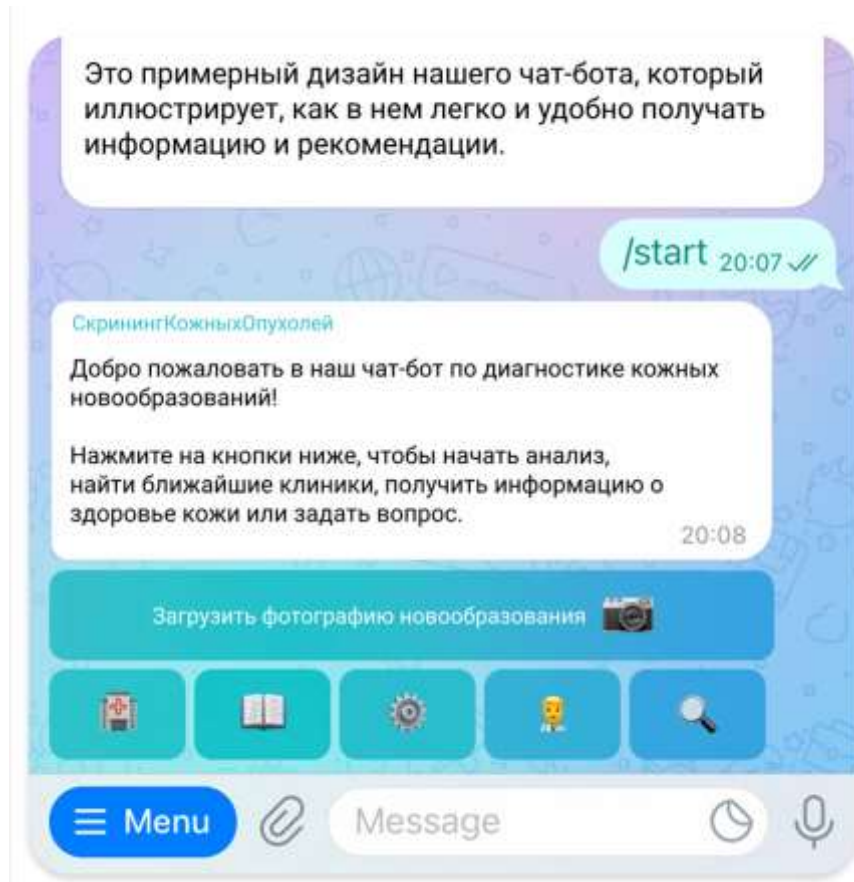 Это примерный дизайн нашего чат-бота, который
иллюстрирует, как в нем легко и удобно получать
информацию и рекомендации.
/start 20:07
СкринингКожныхОпухолей
Добро пожаловать в наш чат-бот по диагностике кожных
новообразований!
Нажмите на кнопки ниже, чтобы начать анализ,
найти ближайшие клиники, получить информацию о
здоровье кожи или задать вопрос.
20:08
Загрузить фотографию новообразования
Menu
Message